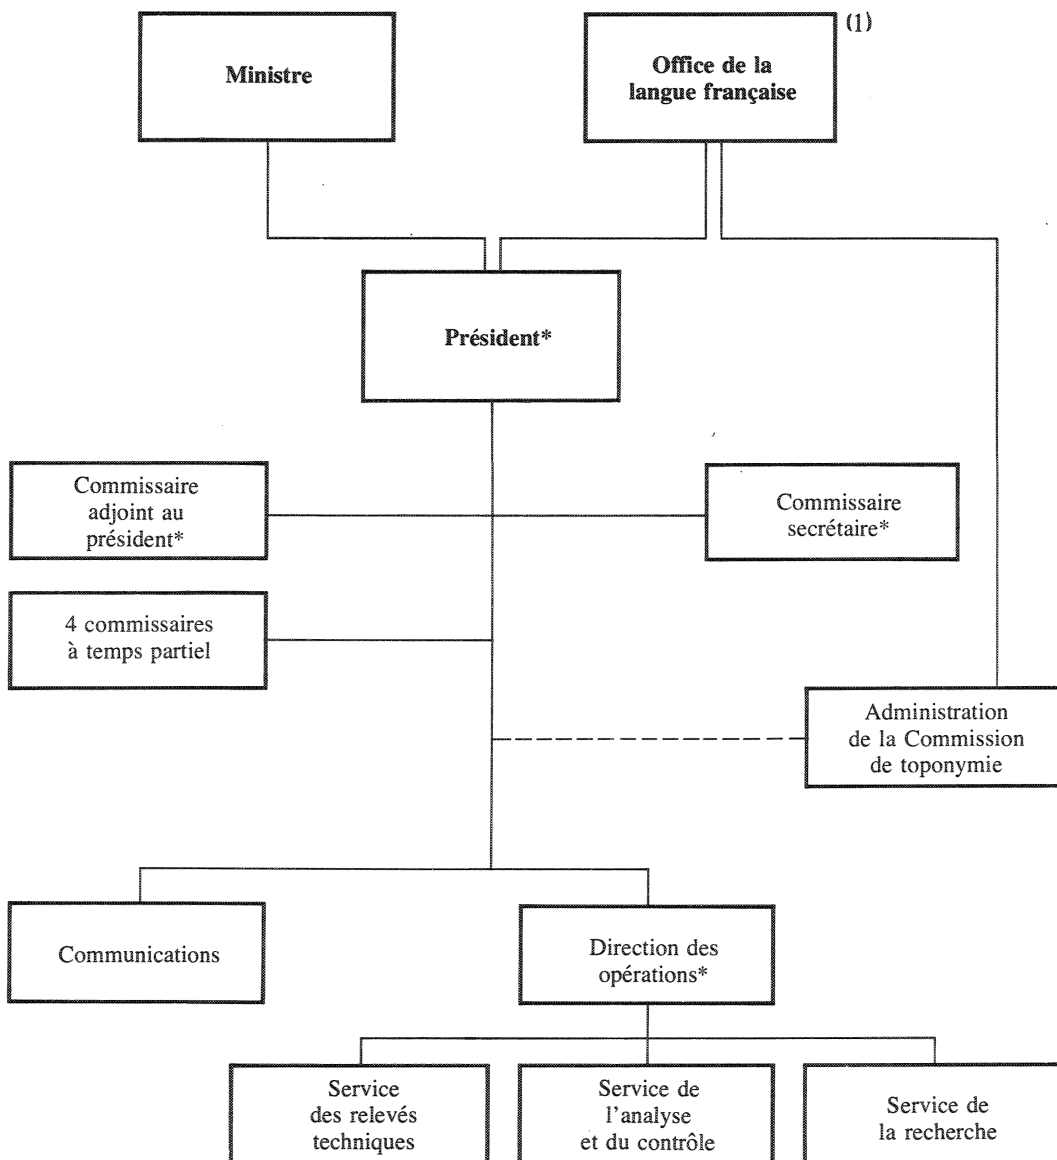 Ministre
Office de la
langue française
(1)
Président*
Commissaire
adjoint au
président*
Commissaire
secrétaire*
4 commissaires
à temps partiel
Administration
de la Commission
de toponymie
Communications
Direction des
opérations*
Service
des relevés
techniques
Service de
l'analyse
et du contrôle
Service de
la recherche